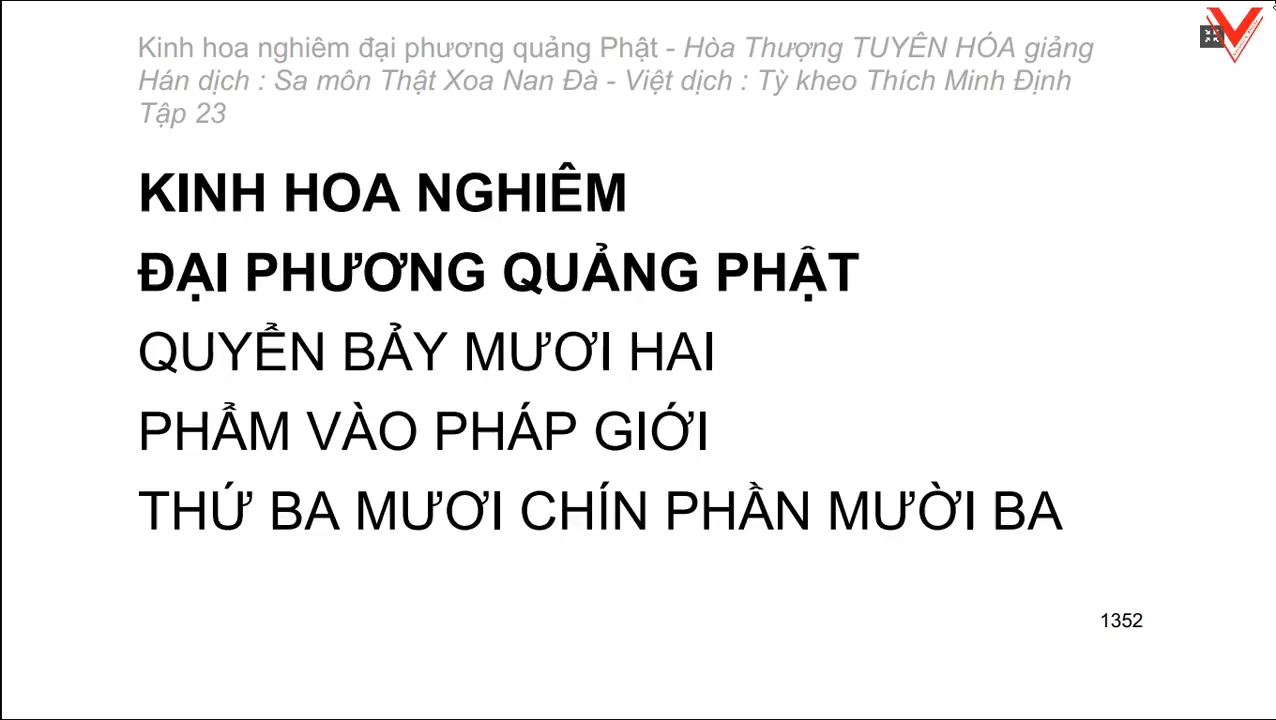 Kinh hoa nghiêm đại phương quảng Phật - Hòa Thượng TUYÊN HÓA giảng
Hán dịch : Sa môn Thật Xoa Nan Đà - Việt dịch : Tỳ kheo Thích Minh Định
Tập 23
KINH HOA NGHIÊM
ĐẠI PHƯƠNG QUẢNG PHẬT
QUYỂN BẢY MƯƠI HAI
PHẨM VÀO PHÁP GIỚI
THỨ BA MƯƠI CHÍN PHẦN MƯỜI BA
1352